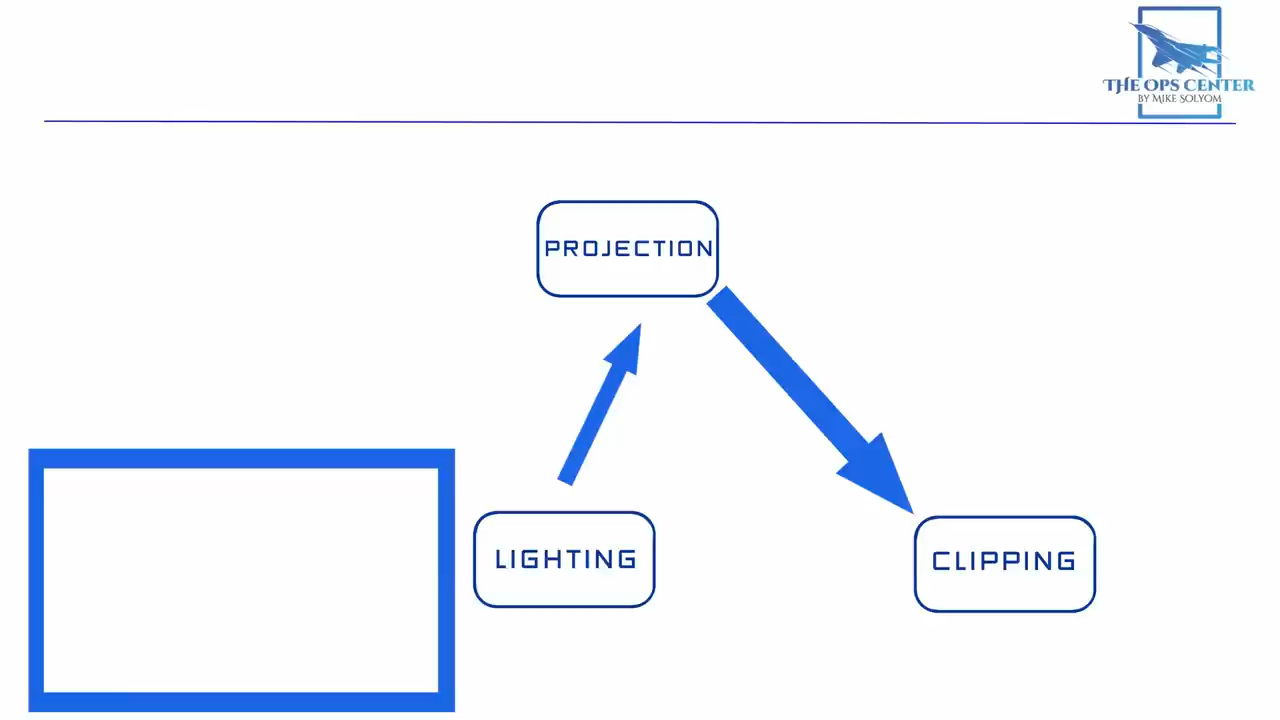 THE OPS CENTER
BY MIKE SOLYOM
PROJECTION
LIGHTING
CLIPPING